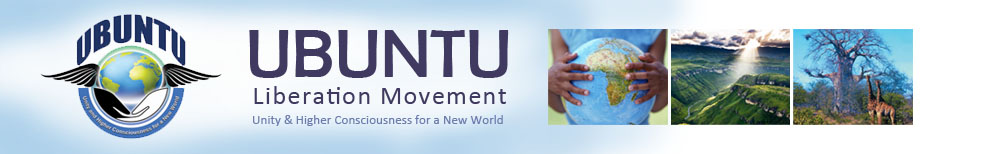 UBUNTU
Unity and Higher Consciousness for a New World
UBUNTU
Liberation Movement
Unity & Higher Consciousness for a New World